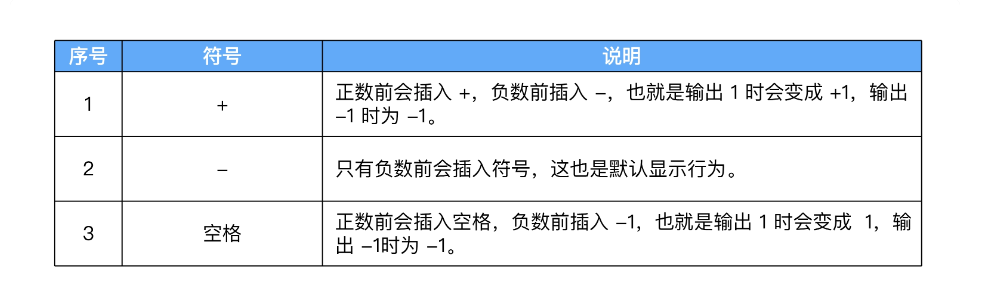 序号 符号 说明
1 + 正数前会插入 +，负数前插入 -，也就是输出 1 时会变成 +1，输出
-1 时为 -1。
2 - 只有负数前会插入符号，这也是默认显示行为。
3 空格 正数前会插入空格，负数前插入 -1，也就是输出 1 时会变成  1，输
出 -1时为 -1。